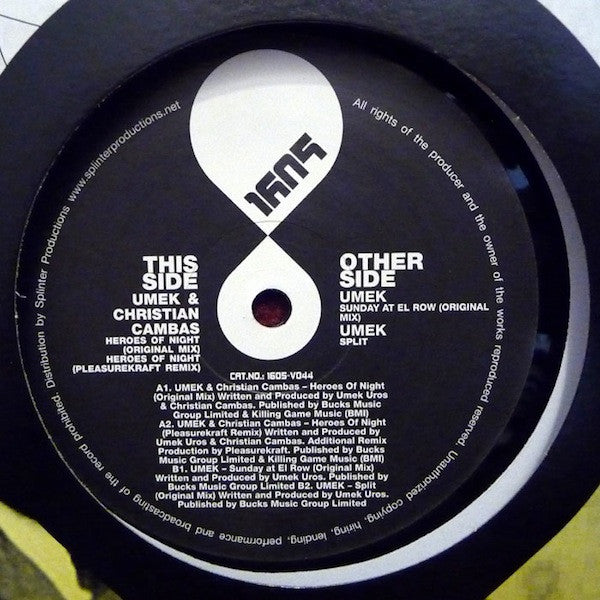 1605
THIS
SIDE
UMEK &
CHRISTIAN
CAMBAS
HEROES OF NIGHT
(ORIGINAL MIX)
HEROES OF NIGHT
(PLEASUREKRAFT REMIX)
OTHER
SIDE
UMEK
SUNDAY AT EL ROW (ORIGINAL
MIX)
UMEK
SPLIT
CAT.NO.: 1605-V044
A1. UMEK & Christian Cambas – Heroes Of Night
(Original Mix) Written and Produced by Umek Uros
& Christian Cambas. Published by Bucks Music
Group Limited & Killing Game Music (BMI)
A2. UMEK & Christian Cambas – Heroes Of Night
(Pleasurekraft Remix) Written and Produced by
Umek Uros & Christian Cambas. Additional Remix
Production by Pleasurekraft. Published by Bucks
Music Group Limited & Killing Game Music (BMI)
B1. UMEK – Sunday at El Row (Original Mix)
Written and Produced by Umek Uros. Published by
Bucks Music Group Limited B2. UMEK – Split
(Original Mix) Written and Produced by Umek Uros.
Published by Bucks Music Group Limited
All rights of the producer and the owner of the works reproduced reserved. Unauthorized copying, hiring, lending, performance and broadcasting of the record prohibited. Distribution by Splinter Productions www.splinterproductions.net